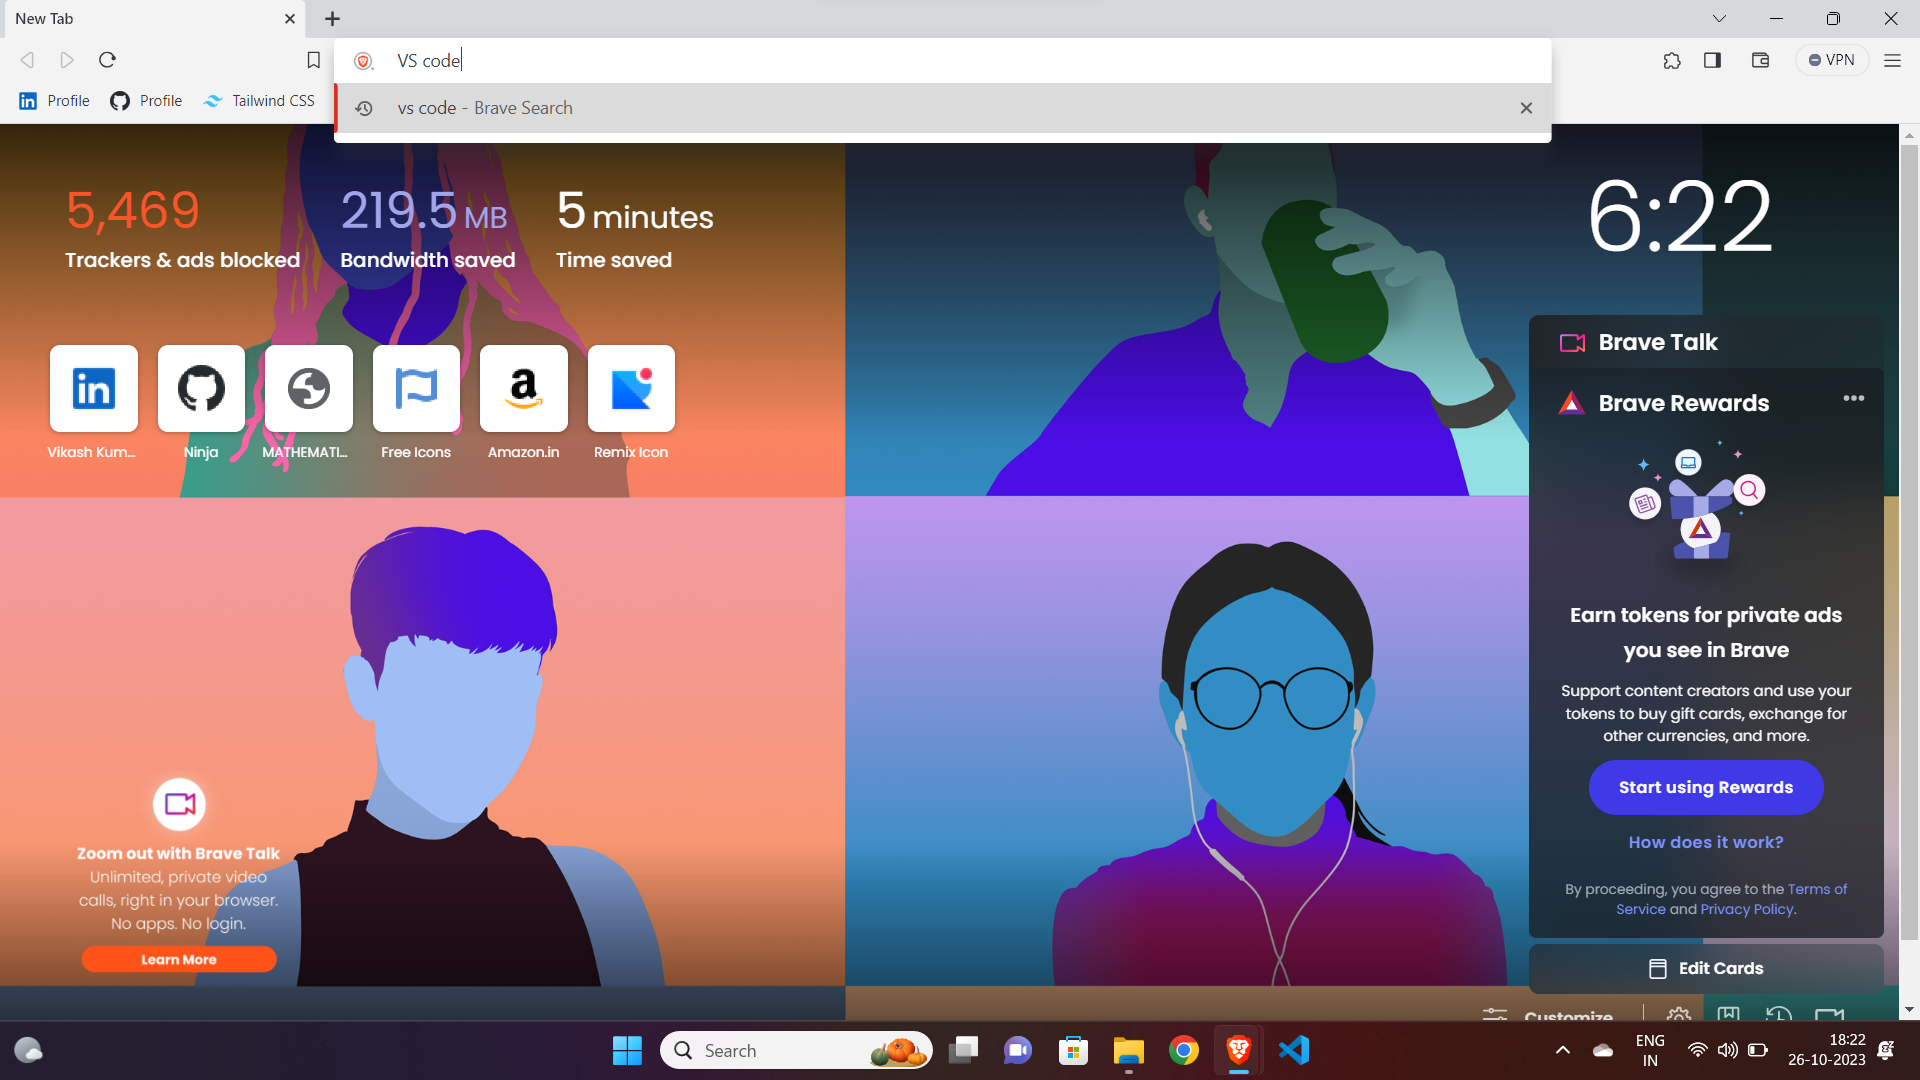 New Tab
VS code
VPN
Profile
Profile
Tailwind CSS
vs code - Brave Search
5,469
Trackers & ads blocked
219.5 MB
Bandwidth saved
5 minutes
Time saved
6:22
Vikash Kum...
Ninja
MATHEMATI...
Free Icons
Amazon.in
Remix Icon
Brave Talk
Brave Rewards
Earn tokens for private ads
you see in Brave
Support content creators and use your
tokens to buy gift cards, exchange for
other currencies, and more.
Start using Rewards
How does it work?
By proceeding, you agree to the Terms of
Service and Privacy Policy.
Edit Cards
Customize
Zoom out with Brave Talk
Unlimited, private video
calls, right in your browser.
No apps. No login.
Learn More
Search
ENG
IN
18:22
26-10-2023